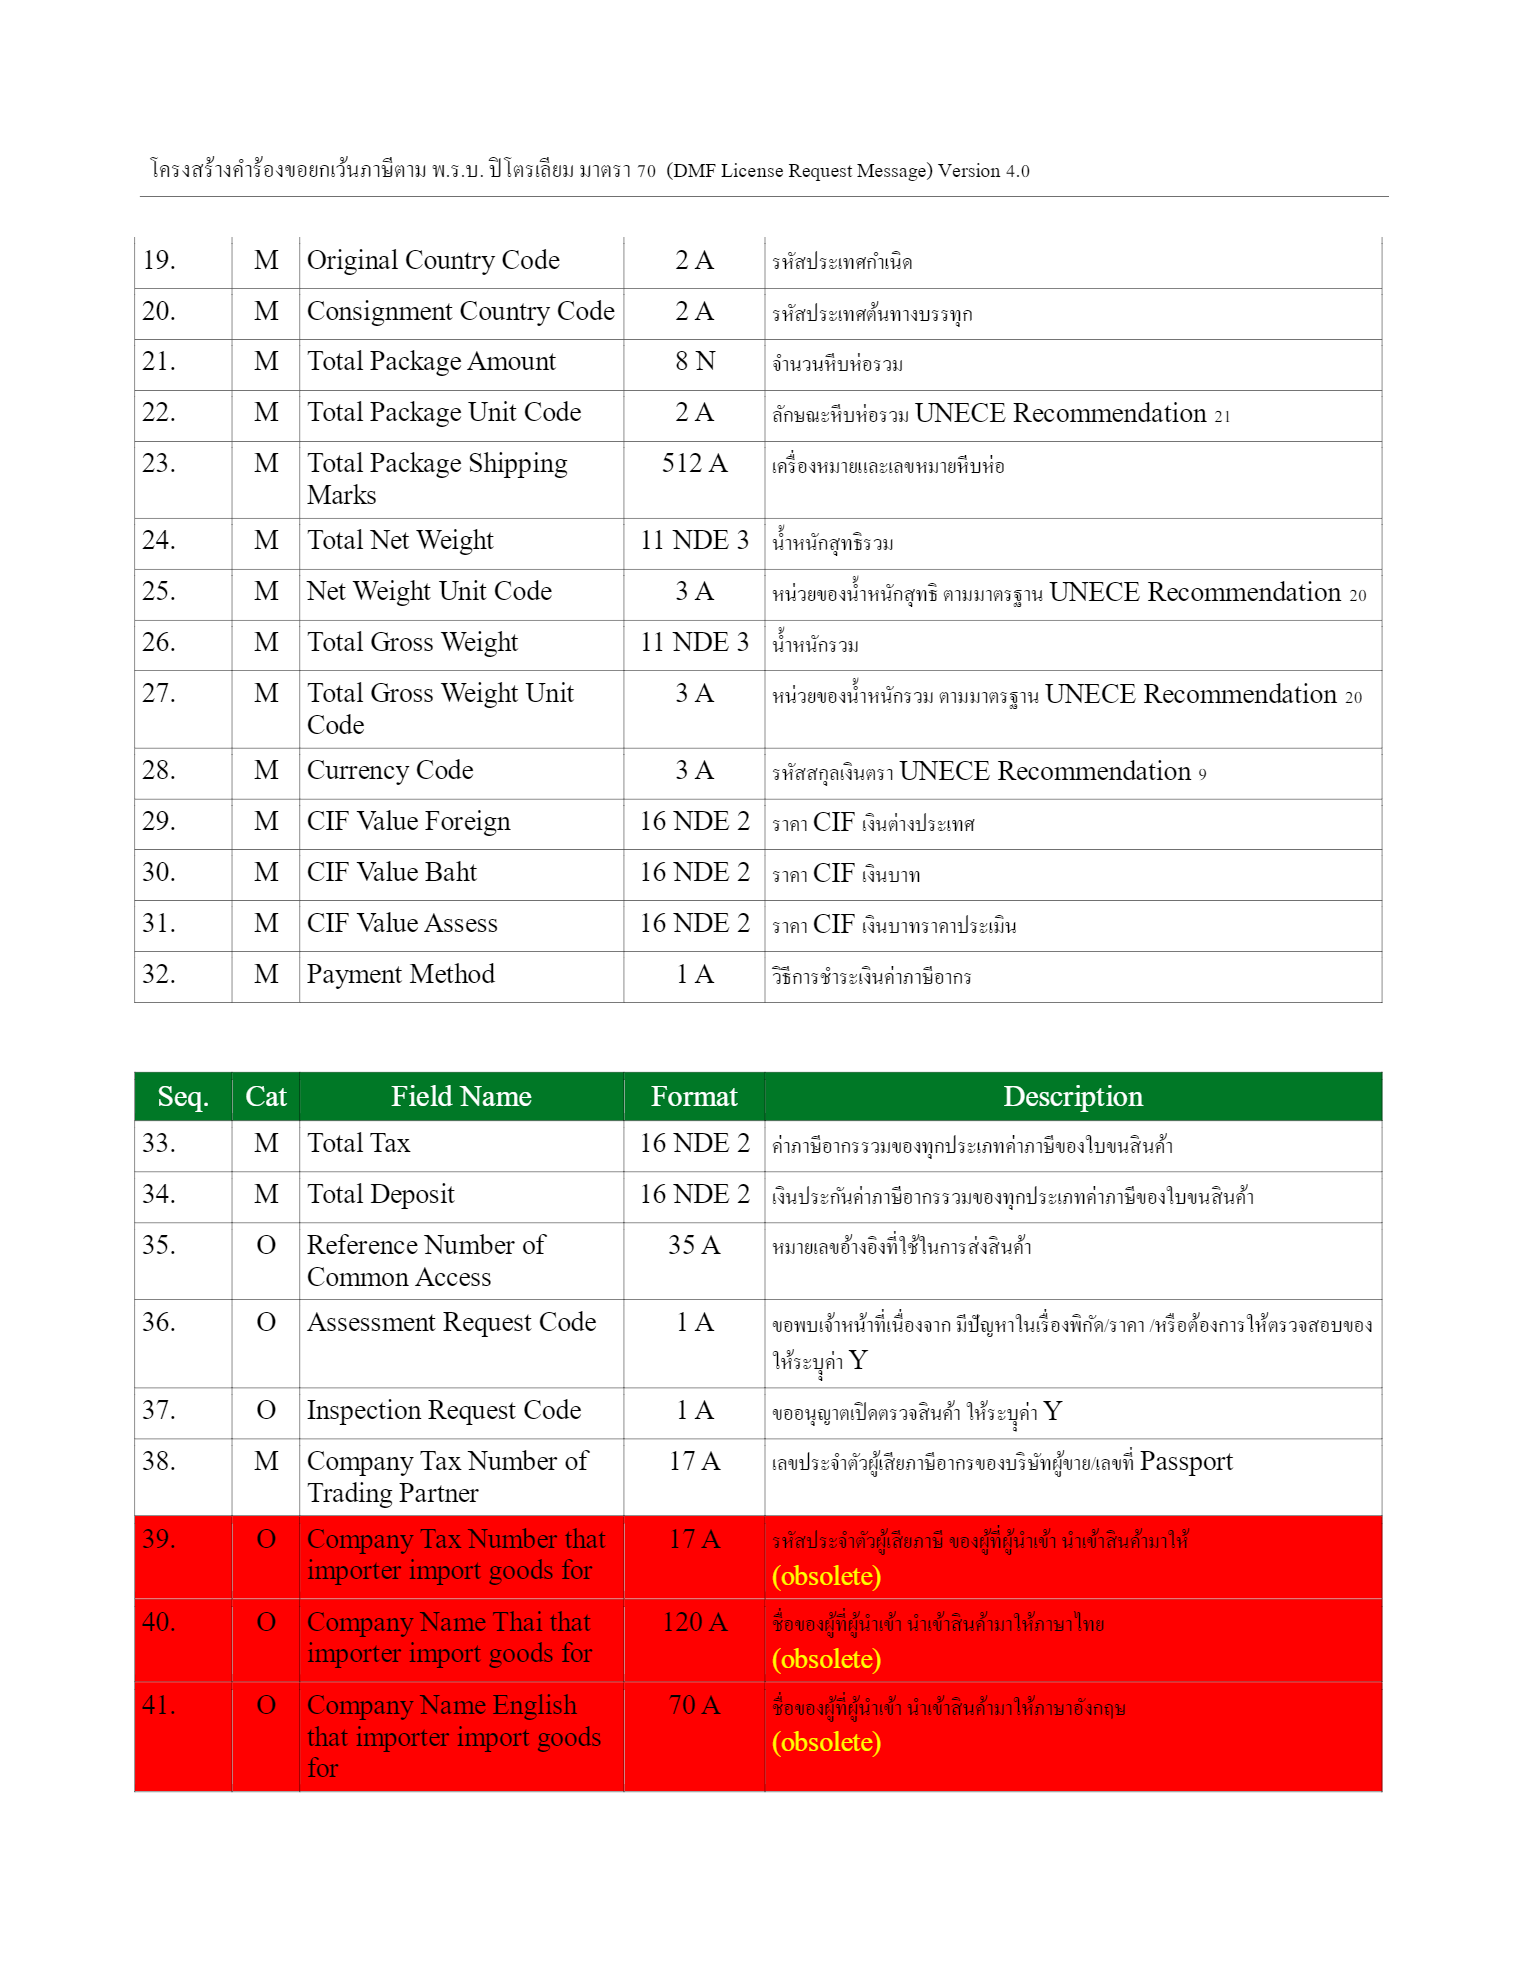 โครงสร้างคำร้องขอยกเว้นภาษีตาม พ.ร.บ. ปิโตรเลียม มาตรา 70 (DMF License Request Message) Version 4.0
19. M Original Country Code 2 A รหัสประเทศกำเนิด
20. M Consignment Country Code 2 A รหัสประเทศต้นทางบรรทุก
21. M Total Package Amount 8 N จำนวนหีบห่อรวม
22. M Total Package Unit Code 2 A ลักษณะหีบห่อรวม UNECE Recommendation 21
23. M Total Package Shipping 512 A เครื่องหมายและเลขหมายหีบห่อ
Marks
24. M Total Net Weight 11 NDE 3 น้ำหนักสุทธิรวม
25. M Net Weight Unit Code 3 A หน่วยของน้ำหนักสุทธิ ตามมาตรฐาน UNECE Recommendation 20
26. M Total Gross Weight 11 NDE 3 น้ำหนักรวม
27. M Total Gross Weight Unit 3 A หน่วยของน้ำหนักรวม ตามมาตรฐาน UNECE Recommendation 20
Code
28. M Currency Code 3 A รหัสสกุลเงินตรา UNECE Recommendation 9
29. M CIF Value Foreign 16 NDE 2 ราคา CIF เงินต่างประเทศ
30. M CIF Value Baht 16 NDE 2 ราคา CIF เงินบาท
31. M CIF Value Assess 16 NDE 2 ราคา CIF เงินบาทราคาประเมิน
32. M Payment Method 1 A วิธีการชำระเงินค่าภาษีอากร
Seq. Cat Field Name Format Description
33. M Total Tax 16 NDE 2 ค่าภาษีอากรรวมของทุกประเภทค่าภาษีของใบขนสินค้า
34. M Total Deposit 16 NDE 2 เงินประกันค่าภาษีอากรรวมของทุกประเภทค่าภาษีของใบขนสินค้า
35. O Reference Number of 35 A หมายเลขอ้างอิงที่ใช้ในการส่งสินค้า
Common Access
36. O Assessment Request Code 1 A ขอพบเจ้าหน้าที่เนื่องจาก มีปัญหาในเรื่องพิกัด/ราคา /หรือต้องการให้ตรวจสอบของ
ให้ระบุค่า Y
37. O Inspection Request Code 1 A ขออนุญาตเปิดตรวจสินค้า ให้ระบุค่า Y
38. M Company Tax Number of 17 A เลขประจำตัวผู้เสียภาษีอากรของบริษัทผู้ขาย/เลขที่ Passport
Trading Partner
39. O Company Tax Number that 17 A รหัสประจำตัวผู้เสียภาษี ของผู้ที่ผู้นำเข้า นำเข้าสินค้ามาให้
importer import goods for (obsolete)
40. O Company Name Thai that 120 A ชื่อของผู้ที่ผู้นำเข้า นำเข้าสินค้ามาให้ภาษาไทย
importer import goods for (obsolete)
41. O Company Name English 70 A ชื่อของผู้ที่ผู้นำเข้า นำเข้าสินค้ามาให้ภาษาอังกฤษ
that importer import goods (obsolete)
for